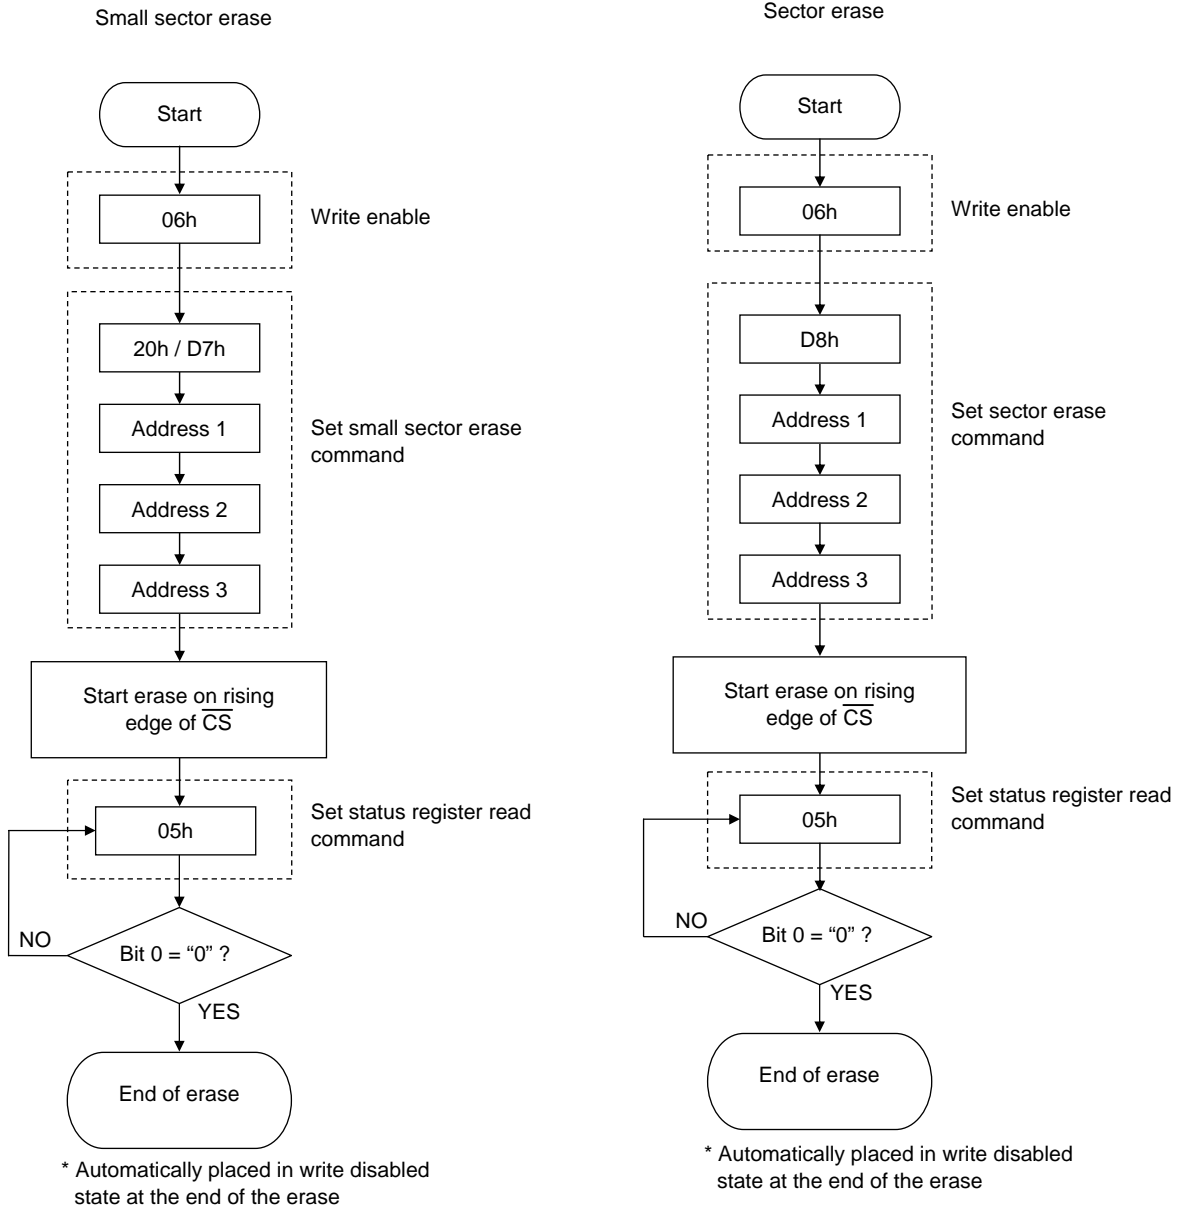 Small sector erase
Start
06h
Write enable
20h / D7h
Address 1
Address 2
Address 3
Set small sector erase
command
Start erase on rising
edge of C̅S̅
05h
Set status register read
command
Bit 0 = “0” ?
NO
YES
End of erase
* Automatically placed in write disabled
state at the end of the erase
Sector erase
Start
06h
Write enable
D8h
Address 1
Address 2
Address 3
Set sector erase
command
Start erase on rising
edge of C̅S̅
05h
Set status register read
command
Bit 0 = “0” ?
NO
YES
End of erase
* Automatically placed in write disabled
state at the end of the erase